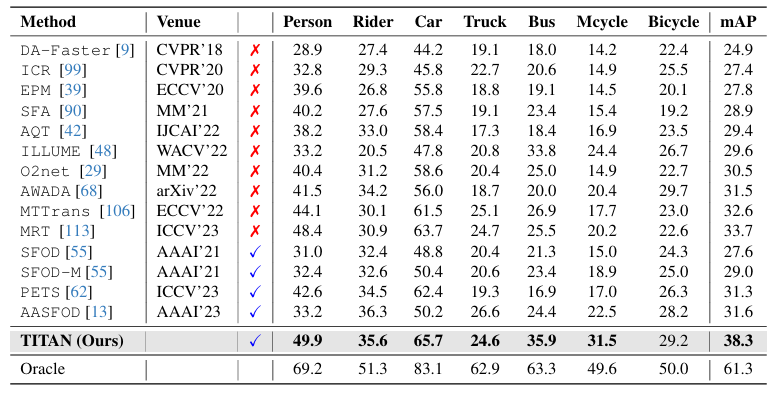 Method Venue Person Rider Car Truck Bus Mcycle Bicycle mAP
DA-Faster [9] CVPR'18 ✗ 28.9 27.4 44.2 19.1 18.0 14.2 22.4 24.9
ICR [99] CVPR'20 ✗ 32.8 29.3 45.8 22.7 20.6 14.9 25.5 27.4
EPM [39] ECCV'20 ✗ 39.6 26.8 55.8 18.8 19.1 14.5 20.1 27.8
SFA [90] MM'21 ✗ 40.2 27.6 57.5 19.1 23.4 15.4 19.2 28.9
AQT [42] IJCAI'22 ✗ 38.2 33.0 58.4 17.3 18.4 16.9 23.5 29.4
ILLUME [48] WACV'22 ✗ 33.2 20.5 47.8 20.8 33.8 24.4 26.7 29.6
O2net [29] MM'22 ✗ 40.4 31.2 58.6 20.4 25.0 14.9 22.7 30.5
AWADA [68] arXiv'22 ✗ 41.5 34.2 56.0 18.7 20.0 20.4 29.7 31.5
MTTrans [106] ECCV'22 ✗ 44.1 30.1 61.5 25.1 26.9 17.7 23.0 32.6
MRT [113] ICCV'23 ✗ 48.4 30.9 63.7 24.7 25.5 20.2 22.6 33.7
SFOD [55] AAAI'21 ✓ 31.0 32.4 48.8 20.4 21.3 15.0 24.3 27.6
SFOD-M [55] AAAI'21 ✓ 32.4 32.6 50.4 20.6 23.4 18.9 25.0 29.0
PETS [62] ICCV'23 ✓ 42.6 34.5 62.4 19.3 16.9 17.0 26.3 31.3
AASFOD [13] AAAI'23 ✓ 33.2 36.3 50.2 26.6 24.4 22.5 28.2 31.6
TITAN (Ours) ✓ 49.9 35.6 65.7 24.6 35.9 31.5 29.2 38.3
Oracle 69.2 51.3 83.1 62.9 63.3 49.6 50.0 61.3